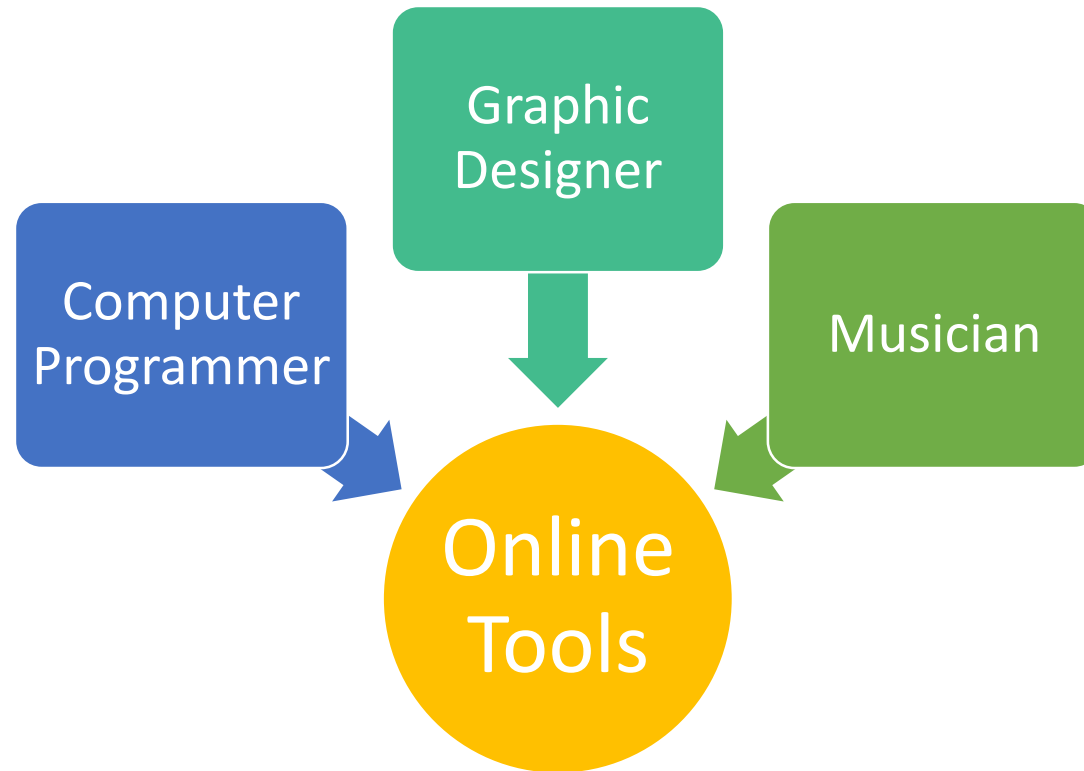 Graphic
Designer
Computer
Programmer
Musician
Online
Tools